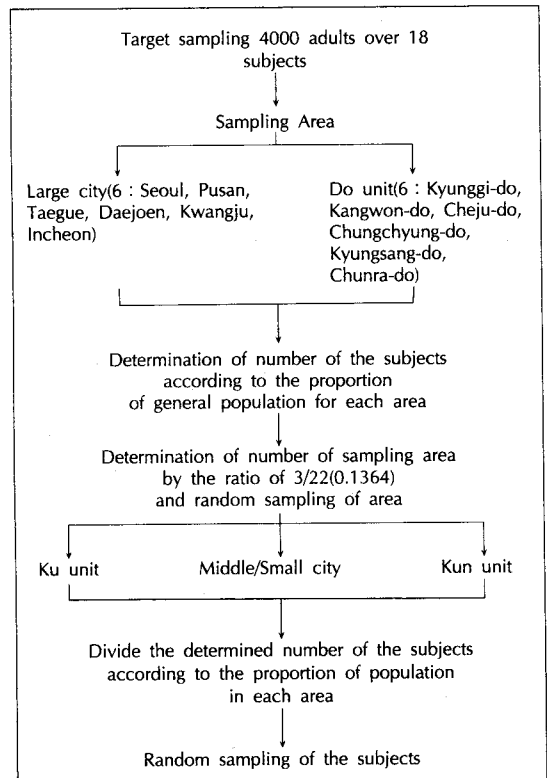 Target sampling 4000 adults over 18
subjects
Sampling Area
Large city(6 : Seoul, Pusan,
Taegue, Daejoen, Kwangju,
Incheon)
Do unit(6 : Kyunggi-do,
Kangwon-do, Cheju-do,
Chungchyung-do,
Kyungsang-do,
Chunra-do)
Determination of number of the subjects
according to the proportion
of general population for each area
Determination of number of sampling area
by the ratio of 3/22(0.1364)
and random sampling of area
Ku unit
Middle/Small city
Kun unit
Divide the determined number of the subjects
according to the proportion of population
in each area
Random sampling of the subjects